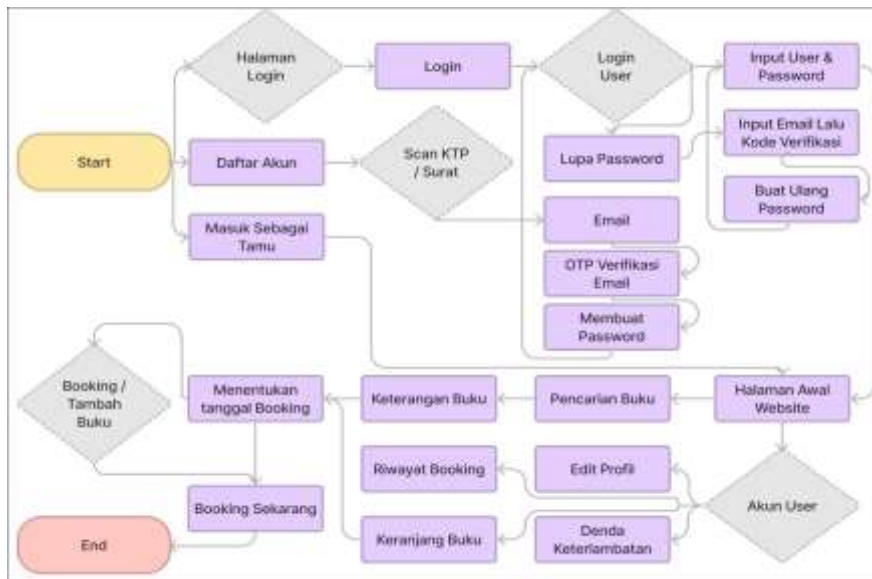 Halaman
Login
Login
Login
User
Input User &
Password
Start
Daftar Akun
Scan KTP
/ Surat
Lupa Password
Input Email Lalu
Kode Verifikasi
Buat Ulang
Password
Masuk Sebagai
Tamu
Email
OTP Verifikasi
Email
Membuat
Password
Booking /
Tambah
Buku
Menentukan
tanggal Booking
Keterangan Buku
Pencarian Buku
Halaman Awal
Website
Riwayat Booking
Edit Profil
Akun User
Booking Sekarang
Keranjang Buku
Denda
Keterlambatan
End